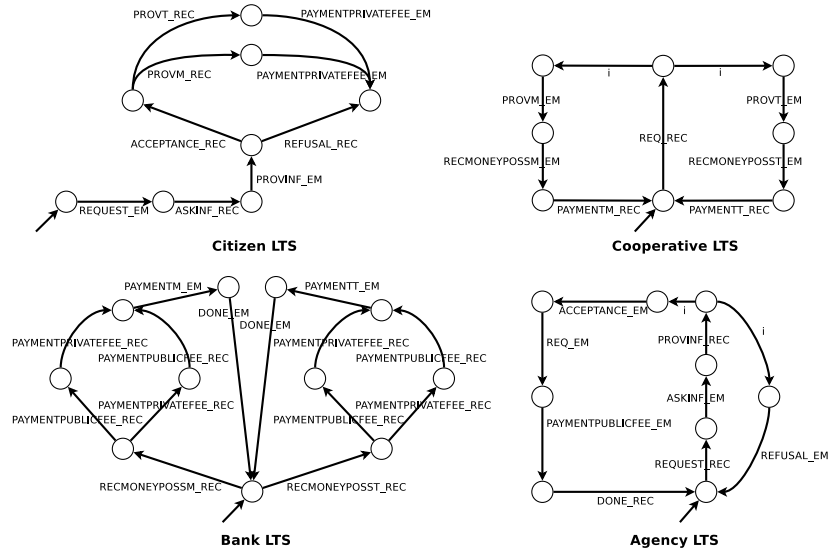 PROVT_REC
PAYMENTPRIVATEFEE_EM
PROVM_REC
PAYMENTPRIVATEFEE_EM
ACCEPTANCE_REC
REFUSAL_REC
PROVINF_EM
REQUEST_EM
ASKINF_REC
Citizen LTS
i
i
PROVM_EM
PROVT_EM
REQ_REC
RECMONEYPOSSM_EM
RECMONEYPOSST_EM
PAYMENTM_REC
PAYMENTT_REC
Cooperative LTS
PAYMENTM_EM
PAYMENTT_EM
DONE_EM
DONE_EM
PAYMENTPRIVATEFEE_REC
PAYMENTPUBLICFEE_REC
PAYMENTPRIVATEFEE_REC
PAYMENTPUBLICFEE_REC
PAYMENTPUBLICFEE_REC
PAYMENTPRIVATEFEE_REC
PAYMENTPUBLICFEE_REC
PAYMENTPRIVATEFEE_REC
RECMONEYPOSSM_REC
RECMONEYPOSST_REC
Bank LTS
ACCEPTANCE_EM
i
i
REQ_EM
PROVINF_REC
ASKINF_EM
PAYMENTPUBLICFEE_EM
REQUEST_REC
REFUSAL_EM
DONE_REC
Agency LTS